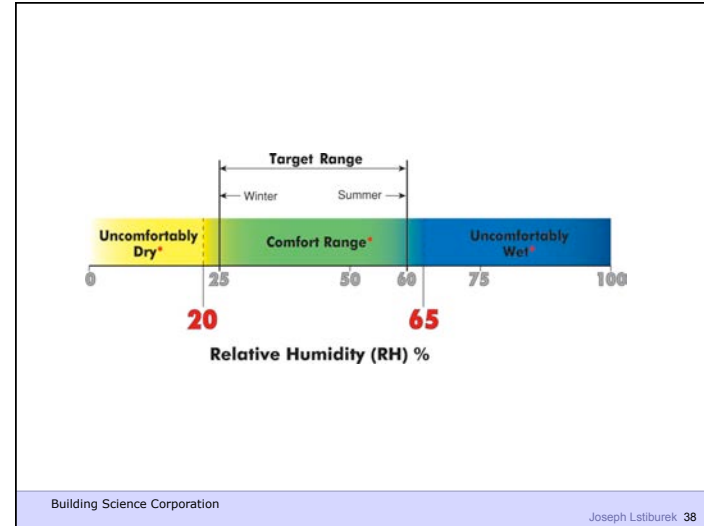 Target Range
Winter Summer
Uncomfortably Dry* Comfort Range* Uncomfortably Wet*
0 25 50 60 75 100
20 65
Relative Humidity (RH) %
Building Science Corporation
Joseph Lstiburek 38